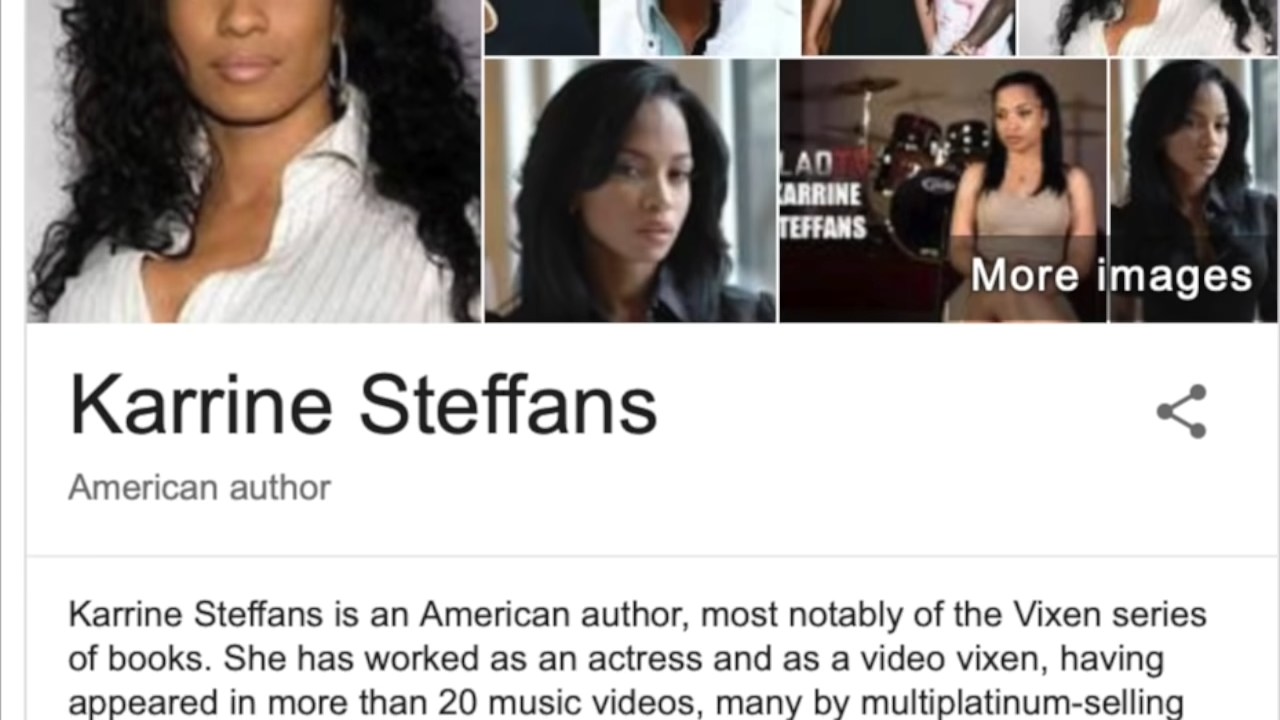 LADTV
KARRINE
TEFFANS
More images
Karrine Steffans
American author
Karrine Steffans is an American author, most notably of the Vixen series
of books. She has worked as an actress and as a video vixen, having
appeared in more than 20 music videos, many by multiplatinum-selling